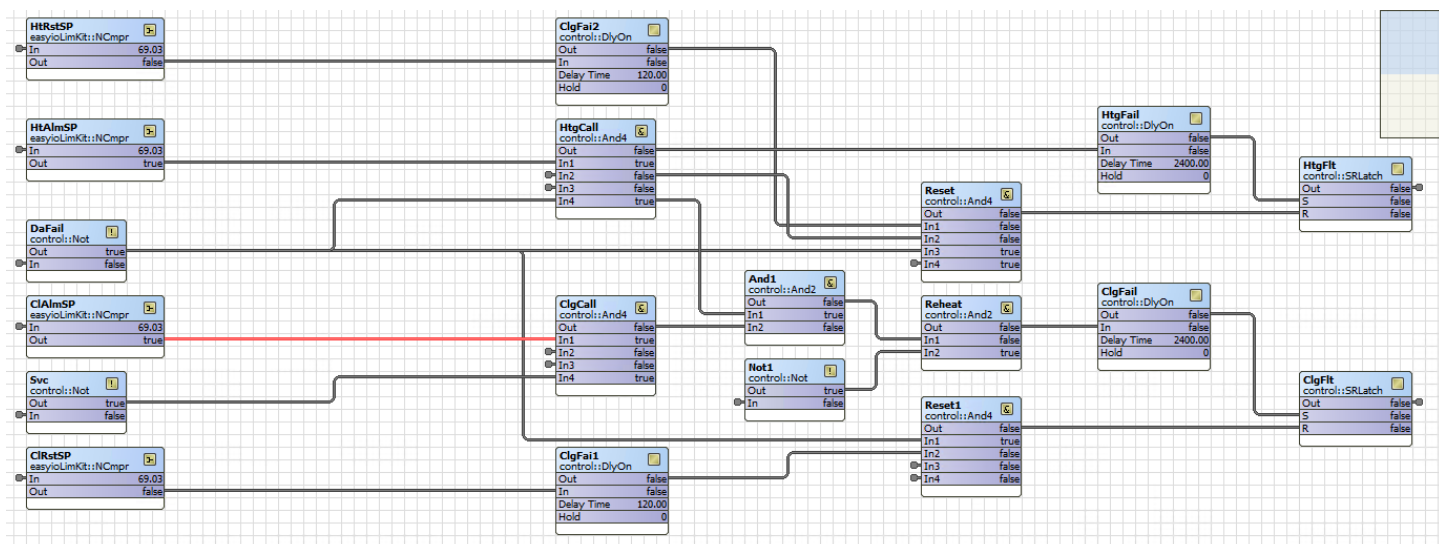 HtRstSP
easyioLimKit::NCmpr
In 69.03
Out false
ClgFai2
control::DlyOn
Out false
In false
Delay Time 120.00
Hold 0
HtAlmSP
easyioLimKit::NCmpr
In 69.03
Out true
HtgCall
control::And4
Out false
In1 true
In2 false
In3 false
In4 true
HtgFail
control::DlyOn
Out false
In false
Delay Time 2400.00
Hold 0
HtgFlt
control::SRLatch
Out false
S false
R false
Reset
control::And4
Out false
In1 false
In2 false
In3 true
In4 true
DaFail
control::Not
Out true
In false
ClAlmSP
easyioLimKit::NCmpr
In 69.03
Out true
ClgCall
control::And4
Out false
In1 true
In2 false
In3 false
In4 true
And1
control::And2
Out false
In1 true
In2 false
Reheat
control::And2
Out false
In1 false
In2 true
ClgFail
control::DlyOn
Out false
In false
Delay Time 2400.00
Hold 0
Svc
control::Not
Out true
In false
Not1
control::Not
Out true
In false
ClgFlt
control::SRLatch
Out false
S false
R false
Reset1
control::And4
Out false
In1 true
In2 false
In3 false
In4 false
ClRstSP
easyioLimKit::NCmpr
In 69.03
Out false
ClgFai1
control::DlyOn
Out false
In false
Delay Time 120.00
Hold 0